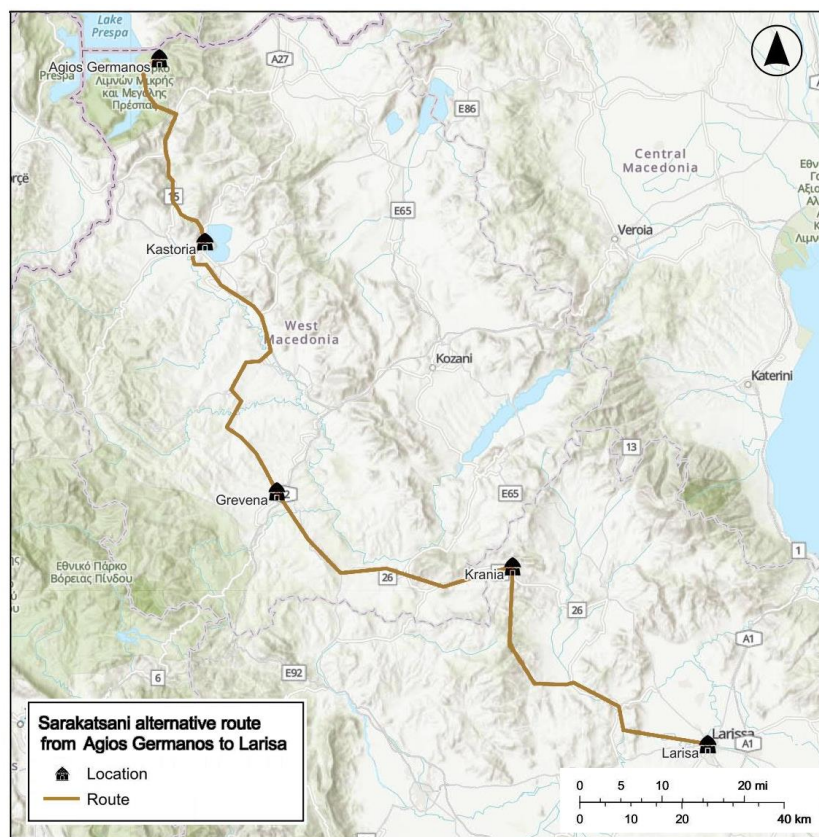 Lake
Prespa
Agios Germanos
Prespa
Λιμνών Μικρής
και Μεγάλης
Πρέσπας
A27
E86
Central
Macedonia
15
E65
Veroia
Kastoria
West
Macedonia
Kozani
Katerini
13
Grevena
E65
1
Εθνικό Πάρκο
Βόρειας Πίνδου
26
Krania
26
A1
6
E92
Larissa
Larisa
A1
Sarakatsani alternative route
from Agios Germanos to Larisa
Location
Route
0 5 10 20 mi
0 10 20 40 km